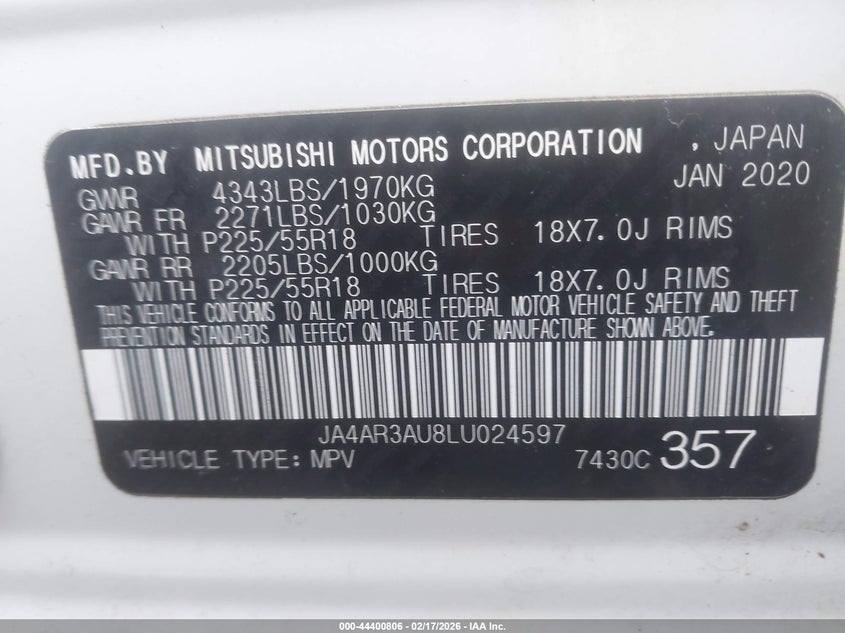 MFD.BY MITSUBISHI MOTORS CORPORATION , JAPAN
JAN 2020
GVWR 4343LBS/1970KG
GAWR FR 2271LBS/1030KG
WITH P225/55R18 TIRES 18X7.0J RIMS
GAWR RR 2205LBS/1000KG
WITH P225/55R18 TIRES 18X7.0J RIMS
THIS VEHICLE CONFORMS TO ALL APPLICABLE FEDERAL MOTOR VEHICLE SAFETY AND THEFT
PREVENTION STANDARDS IN EFFECT ON THE DATE OF MANUFACTURE SHOWN ABOVE.
JA4AR3AU8LU024597
VEHICLE TYPE: MPV 7430C 357
000-44400806 - 02/17/2026 - IAA Inc.